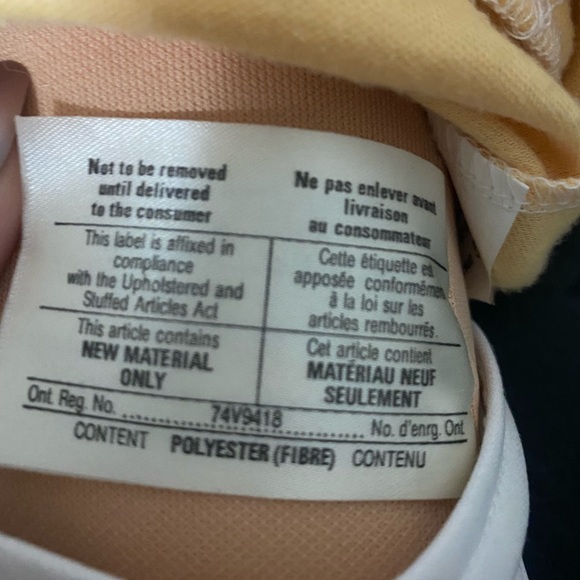 Not to be removed
until delivered
to the consumer
Ne pas enlever avant
livraison
au consommateur
This label is affixed in
compliance
with the Upholstered and
Stuffed Articles Act
Cette étiquette est
apposée conformément
à la loi sur les
articles rembourrés.
This article contains
NEW MATERIAL
ONLY
Cet article contient
MATÉRIAU NEUF
SEULEMENT
Ont. Reg. No. ......... 74V9418 ......... No. d'enrg. Ont.
CONTENT POLYESTER (FIBRE) CONTENU